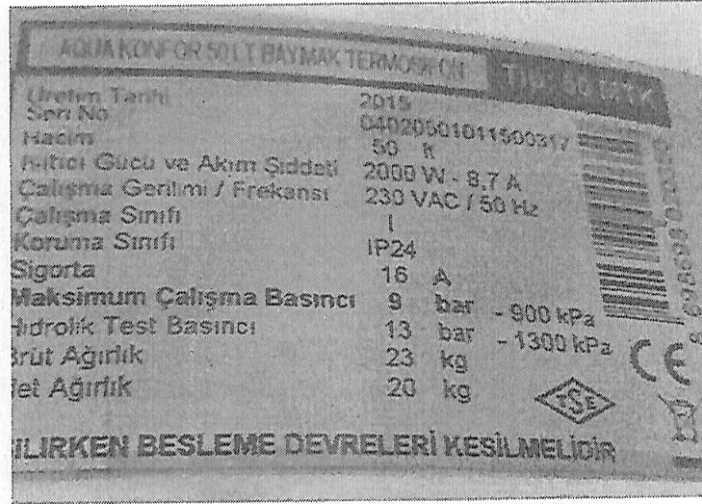 AQUA KONFOR 50 LT BAYMAK TERMOSİFON
Üretim Tarihi 2015
Seri No 04020501011500317
Hacim 50 lt
Isıtıcı Gücü ve Akım Şiddeti 2000 W - 8,7 A
Çalışma Gerilimi / Frekansı 230 VAC / 50 Hz
Çalışma Sınıfı I
Koruma Sınıfı IP24
Sigorta 16 A
Maksimum Çalışma Basıncı 9 bar - 900 kPa
Hidrolik Test Basıncı 13 bar - 1300 kPa
Brüt Ağırlık 23 kg
Net Ağırlık 20 kg
CE
TSE
ILIRKEN BESLEME DEVRELERİ KESİLMELİDİR